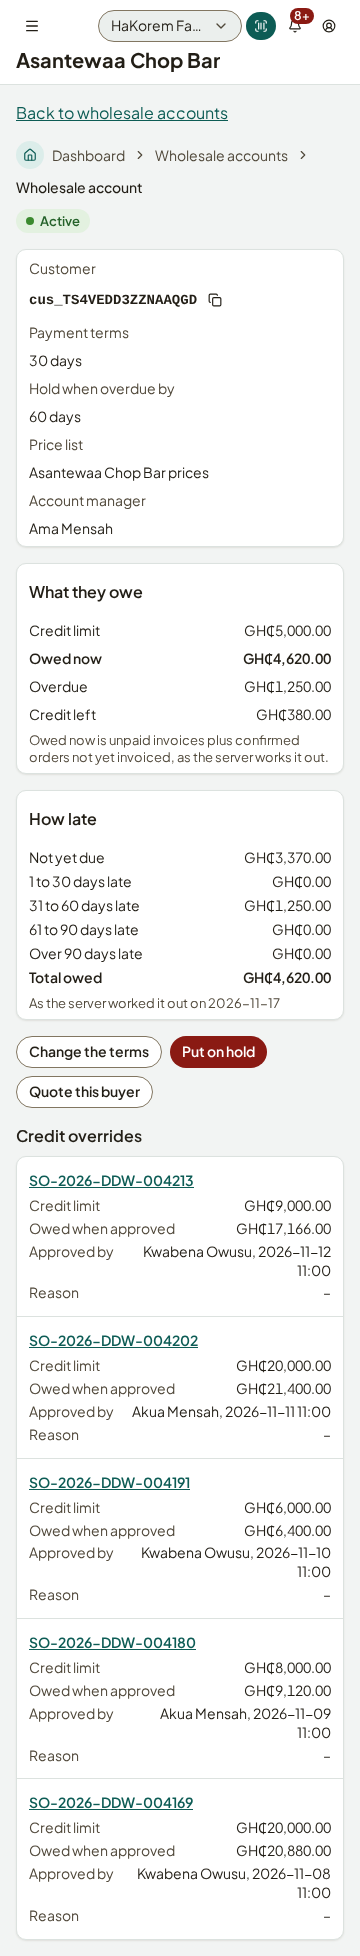 HaKorem Fa...
8+
Asantewaa Chop Bar
Back to wholesale accounts
Dashboard > Wholesale accounts >
Wholesale account
Active
Customer
cus_TS4VEDD3ZZNAAQGD
Payment terms
30 days
Hold when overdue by
60 days
Price list
Asantewaa Chop Bar prices
Account manager
Ama Mensah
What they owe
Credit limit GH₵5,000.00
Owed now GH₵4,620.00
Overdue GH₵1,250.00
Credit left GH₵380.00
Owed now is unpaid invoices plus confirmed
orders not yet invoiced, as the server works it out.
How late
Not yet due GH₵3,370.00
1 to 30 days late GH₵0.00
31 to 60 days late GH₵1,250.00
61 to 90 days late GH₵0.00
Over 90 days late GH₵0.00
Total owed GH₵4,620.00
As the server worked it out on 2026-11-17
Change the terms Put on hold
Quote this buyer
Credit overrides
SO-2026-DDW-004213
Credit limit GH₵9,000.00
Owed when approved GH₵17,166.00
Approved by Kwabena Owusu, 2026-11-12
11:00
Reason –
SO-2026-DDW-004202
Credit limit GH₵20,000.00
Owed when approved GH₵21,400.00
Approved by Akua Mensah, 2026-11-11 11:00
Reason –
SO-2026-DDW-004191
Credit limit GH₵6,000.00
Owed when approved GH₵6,400.00
Approved by Kwabena Owusu, 2026-11-10
11:00
Reason –
SO-2026-DDW-004180
Credit limit GH₵8,000.00
Owed when approved GH₵9,120.00
Approved by Akua Mensah, 2026-11-09
11:00
Reason –
SO-2026-DDW-004169
Credit limit GH₵20,000.00
Owed when approved GH₵20,880.00
Approved by Kwabena Owusu, 2026-11-08
11:00
Reason –